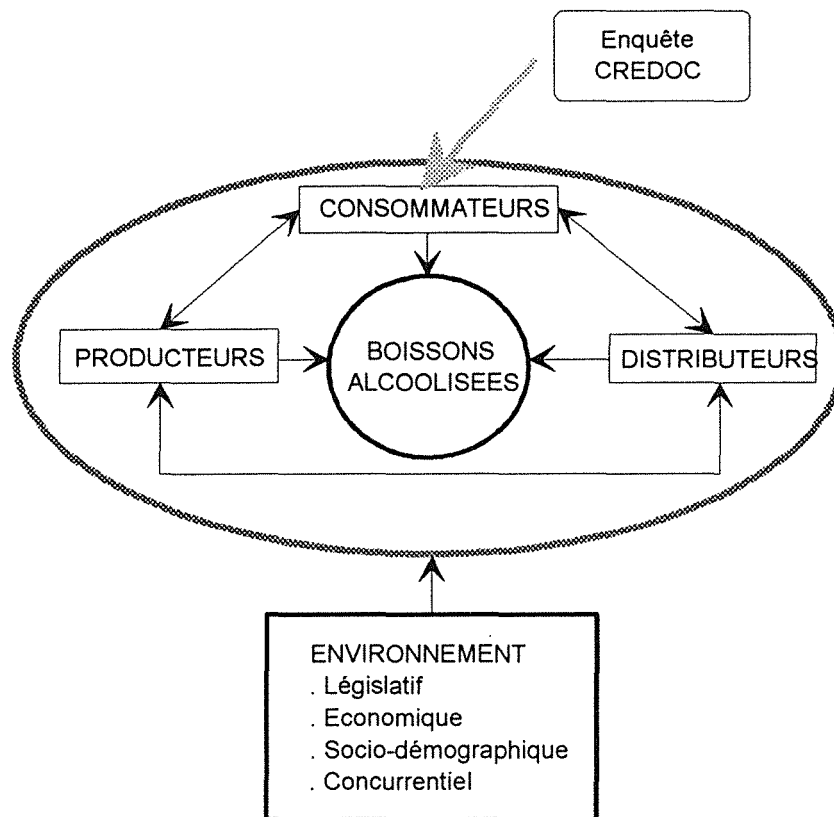 Enquête
CREDOC
CONSOMMATEURS
PRODUCTEURS
BOISSONS
ALCOOLISEES
DISTRIBUTEURS
ENVIRONNEMENT
. Législatif
. Economique
. Socio-démographique
. Concurrentiel